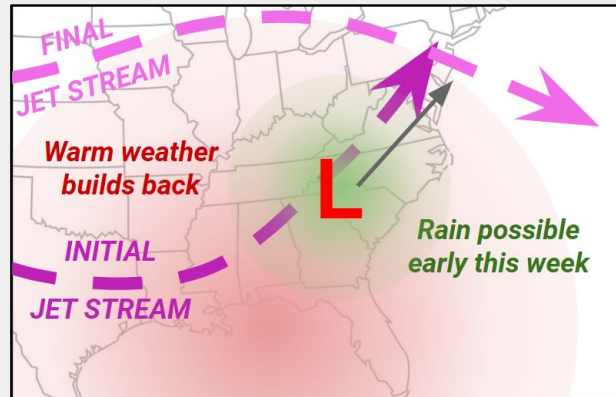 FINAL
JET STREAM
Warm weather
builds back
L
Rain possible
early this week
INITIAL
JET STREAM